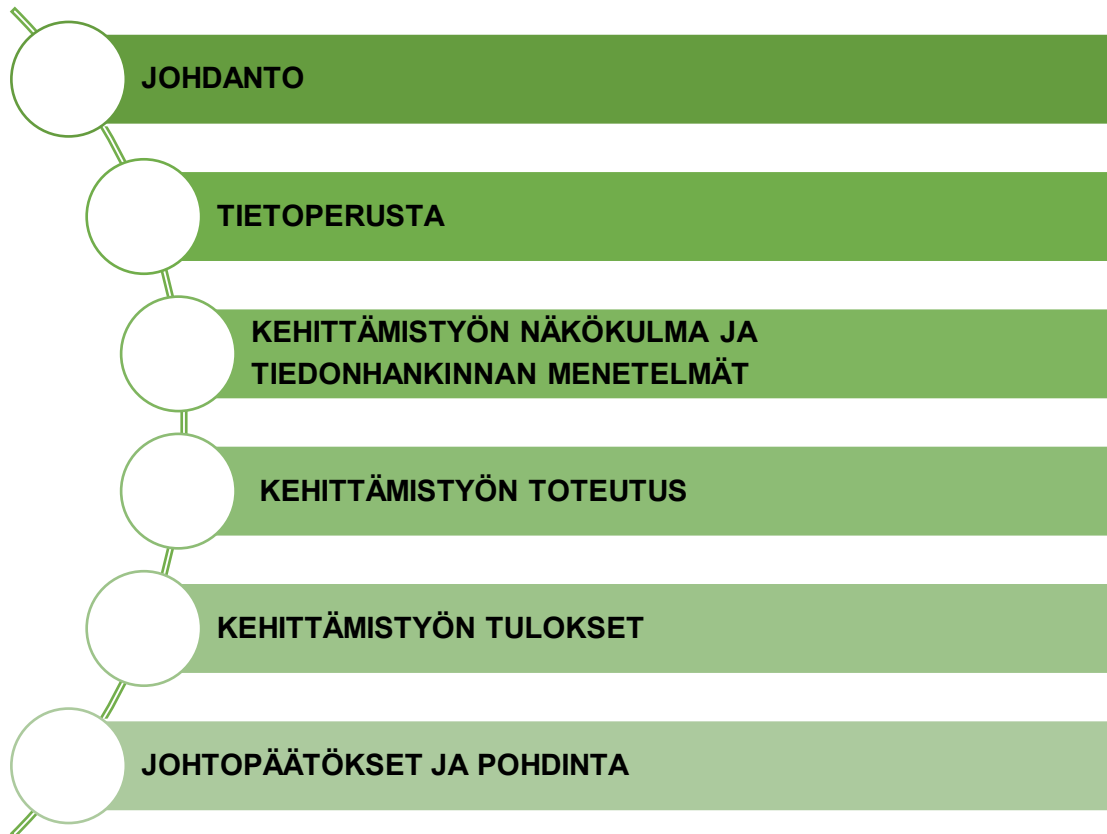 JOHDANTO
TIETOPERUSTA
KEHITTÄMISTYÖN NÄKÖKULMA JA
TIEDONHANKINNAN MENETELMÄT
KEHITTÄMISTYÖN TOTEUTUS
KEHITTÄMISTYÖN TULOKSET
JOHTOPÄÄTÖKSET JA POHDINTA